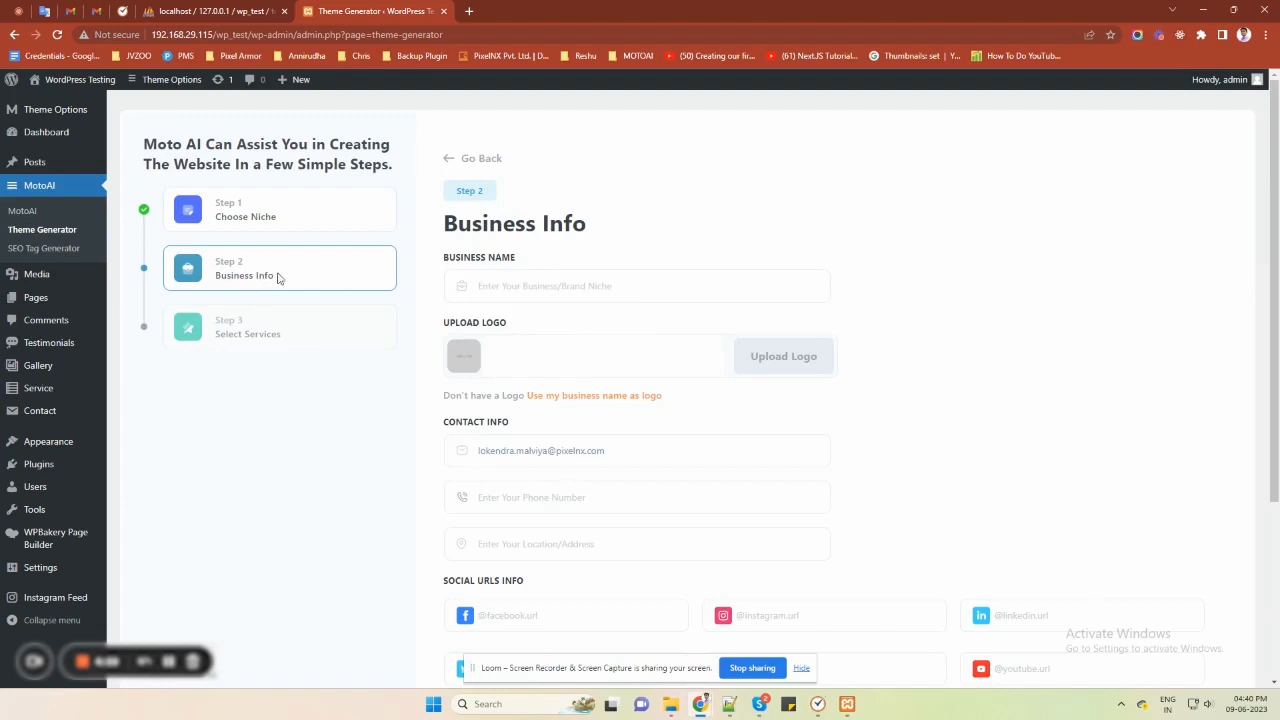 localhost / 127.0.0.1 / wp_test / t
Theme Generator ‹ WordPress T
Not secure
192.168.29.115/test/wp-admin/admin.php?page=theme-generator
Credentials - Googl...
JVZOO
PMS
Pixel Armor
Annirudha
Chris
Backup Plugin
PixelNX Pvt. Ltd. | D...
Reshu
MOTOAI
(50) Creating our fir...
(61) NextJS Tutorial...
Thumbnails: set | Y...
How To Do YouTub...
WordPress Testing
Theme Options
1
0
New
Howdy, admin
Theme Options
Dashboard
Posts
MotoAI
MotoAI
Theme Generator
SEO Tag Generator
Media
Pages
Comments
Testimonials
Gallery
Service
Contact
Appearance
Plugins
Users
Tools
WPBakery Page
Builder
Settings
Instagram Feed
Collapse menu
Moto AI Can Assist You in Creating
The Website In a Few Simple Steps.
Step 1
Choose Niche
Step 2
Business Info
Step 3
Select Services
Go Back
Step 2
Business Info
BUSINESS NAME
Enter Your Business/Brand Niche
UPLOAD LOGO
Upload Logo
Don't have a Logo Use my business name as logo
CONTACT INFO
lokendra.malviya@pixelnx.com
Enter Your Phone Number
Enter Your Location/Address
SOCIAL URLS INFO
@facebook.url
@instagram.url
@linkedin.url
@youtube.url
Activate Windows
Go to Settings to activate Windows.
Loom – Screen Recorder & Screen Capture is sharing your screen.
Stop sharing
Hide
Search
2
ENG
IN
04:40 PM
09-06-2023